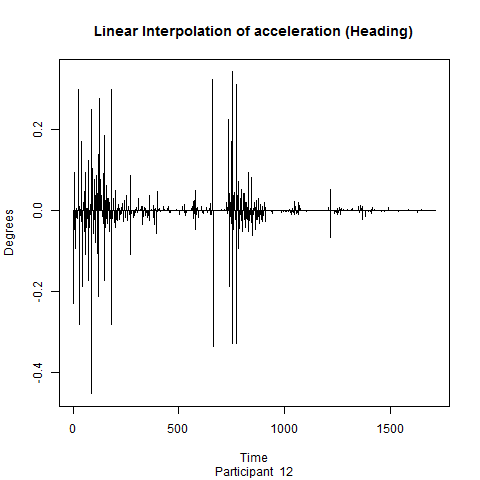 Linear Interpolation of acceleration (Heading)
Degrees
0.2
0.0
-0.2
-0.4
0 500 1000 1500
Time
Participant 12